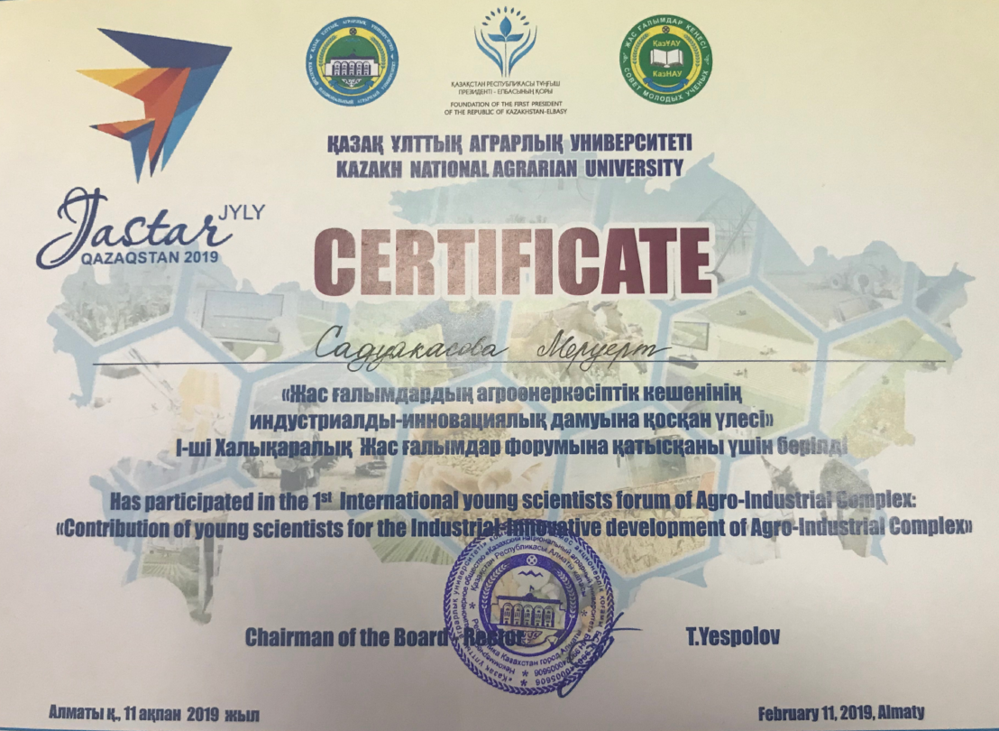 ҚАЗАҚСТАН РЕСПУБЛИКАСЫ ТҰҢҒЫШ
ПРЕЗИДЕНТІ - ЕЛБАСЫНЫҢ ҚОРЫ
FOUNDATION OF THE FIRST PRESIDENT
OF THE REPUBLIC OF KAZAKHSTAN-ELBASY
ЖАС ҒАЛЫМДАР КЕҢЕСІ
ҚазҰАУ
КазНАУ
СОВЕТ МОЛОДЫХ УЧЕНЫХ
ҚАЗАҚ ҰЛТТЫҚ АГРАРЛЫҚ УНИВЕРСИТЕТІ
KAZAKH NATIONAL AGRARIAN UNIVERSITY
Jastar JYLY
QAZAQSTAN 2019
CERTIFICATE
Садуакасова Меруерт
«Жас ғалымдардың агроөнеркәсіптік кешенінің
индустриалды-инновациялық дамуына қосқан үлесі»
І-ші Халықаралық Жас ғалымдар форумына қатысқаны үшін берілді
Has participated in the 1st International young scientists forum of Agro-Industrial Complex:
«Contribution of young scientists for the Industrial-Innovative development of Agro-Industrial Complex»
Chairman of the Board - Rector T.Yespolov
Алматы қ., 11 ақпан 2019 жыл
February 11, 2019, Almaty